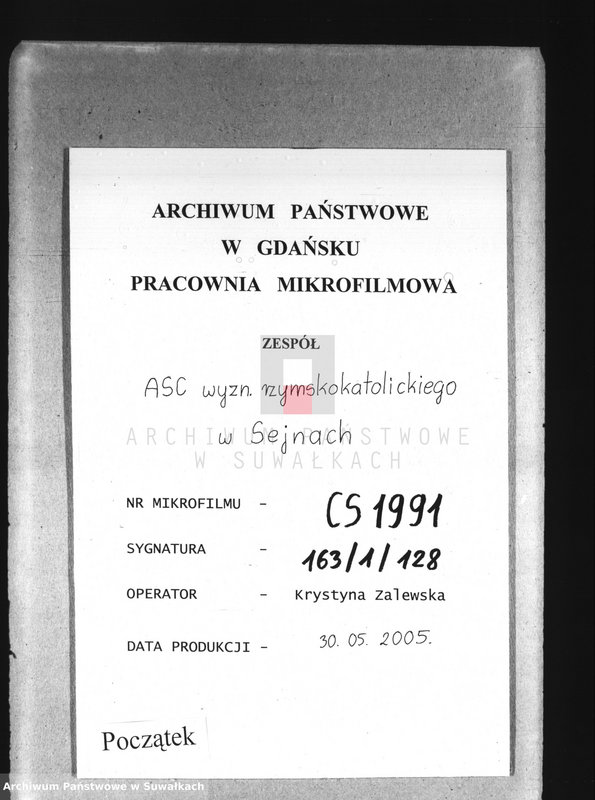 ARCHIWUM PAŃSTWOWE
W GDAŃSKU
PRACOWNIA MIKROFILMOWA
ZESPÓŁ
ASC wyzn. rzymskokatolickiego
w Sejnach
ARCHIWUM PAŃSTWOWE
W SUWAŁKACH
NR MIKROFILMU - CS 1991
SYGNATURA - 163/1/128
OPERATOR - Krystyna Zalewska
DATA PRODUKCJI - 30. 05. 2005.
Początek
Archiwum Państwowe w Suwałkach